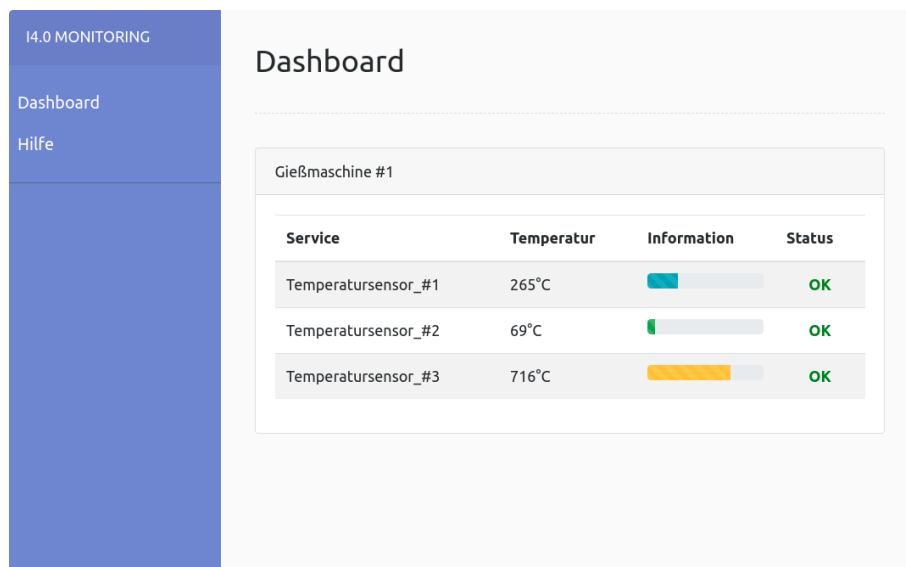 I4.0 MONITORING
Dashboard
Hilfe
Dashboard
Gießmaschine #1
Service Temperatur Information Status
Temperatursensor_#1 265°C OK
Temperatursensor_#2 69°C OK
Temperatursensor_#3 716°C OK